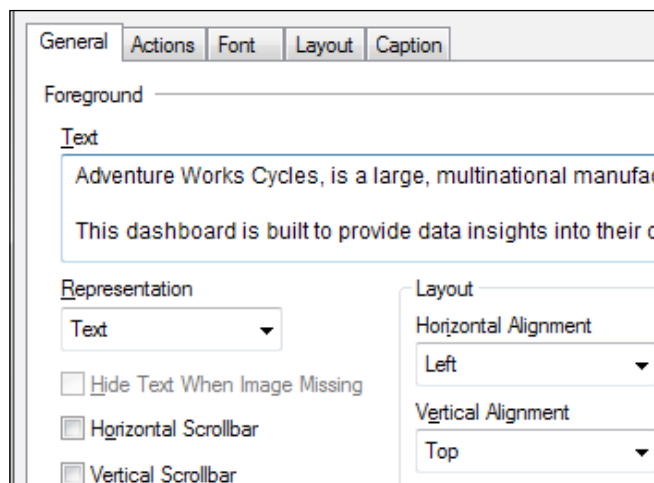 General Actions Font Layout Caption
Foreground
Text
Adventure Works Cycles, is a large, multinational
This dashboard is built to provide data insights into their
Representation
Text
Hide Text When Image Missing
Horizontal Scrollbar
Vertical Scrollbar
Layout
Horizontal Alignment
Left
Vertical Alignment
Top